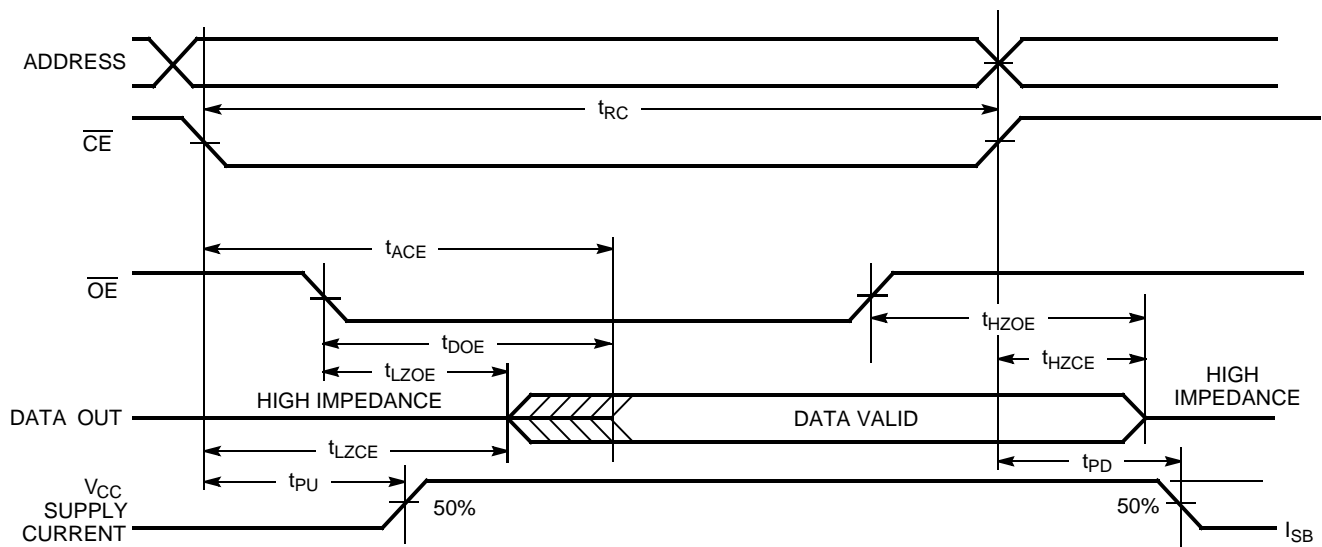 ADDRESS
tRC
CE
tACE
OE
tHZOE
tDOE
tHZCE
tLZOE
HIGH IMPEDANCE
HIGH
IMPEDANCE
DATA OUT
DATA VALID
tLZCE
tPD
tPU
VCC
SUPPLY
CURRENT
50%
50%
ISB